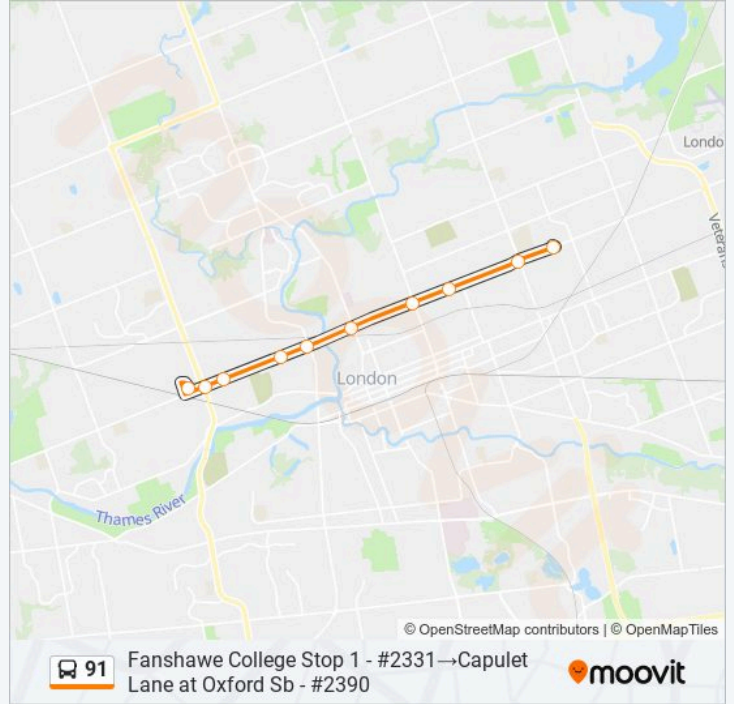 Londo
Veterans
London
Thames River
© OpenStreetMap contributors | © OpenMapTiles
91
Fanshawe College Stop 1 - #2331→Capulet
Lane at Oxford Sb - #2390
moovit